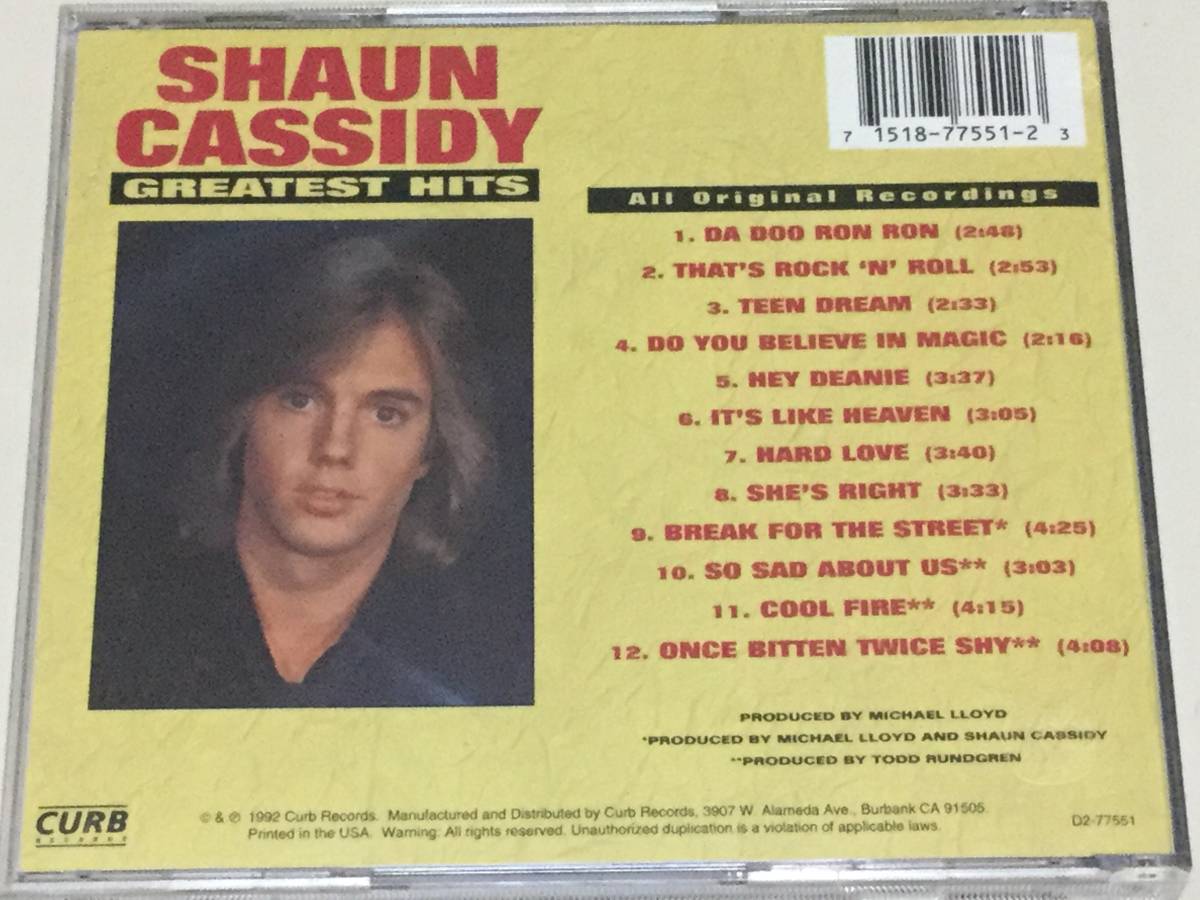 SHAUN
CASSIDY
GREATEST HITS
7 1518-77551-2 3
All Original Recordings
1. DA DOO RON RON (2:48)
2. THAT'S ROCK 'N' ROLL (2:53)
3. TEEN DREAM (2:33)
4. DO YOU BELIEVE IN MAGIC (2:16)
5. HEY DEANIE (3:37)
6. IT'S LIKE HEAVEN (3:05)
7. HARD LOVE (3:40)
8. SHE'S RIGHT (3:33)
9. BREAK FOR THE STREET* (4:25)
10. SO SAD ABOUT US** (3:03)
11. COOL FIRE** (4:15)
12. ONCE BITTEN TWICE SHY** (4:08)
PRODUCED BY MICHAEL LLOYD
*PRODUCED BY MICHAEL LLOYD AND SHAUN CASSIDY
**PRODUCED BY TODD RUNDGREN
CURB
RECORDS
© & ℗ 1992 Curb Records. Manufactured and Distributed by Curb Records, 3907 W. Alameda Ave., Burbank CA 91505.
Printed in the USA. Warning: All rights reserved. Unauthorized duplication is a violation of applicable laws.
D2-77551